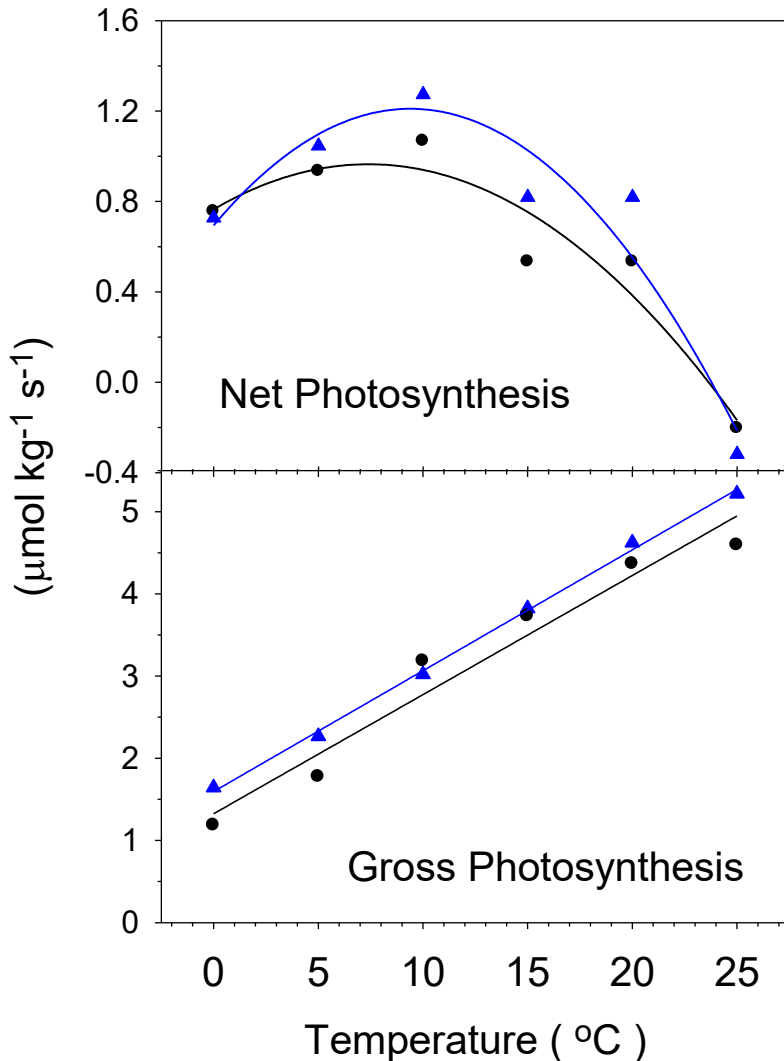 1.6
1.2
0.8
0.4
0.0
-0.4
Net Photosynthesis
(μmol kg-1 s-1)
5
4
3
2
1
0
Gross Photosynthesis
0 5 10 15 20 25
Temperature ( oC )